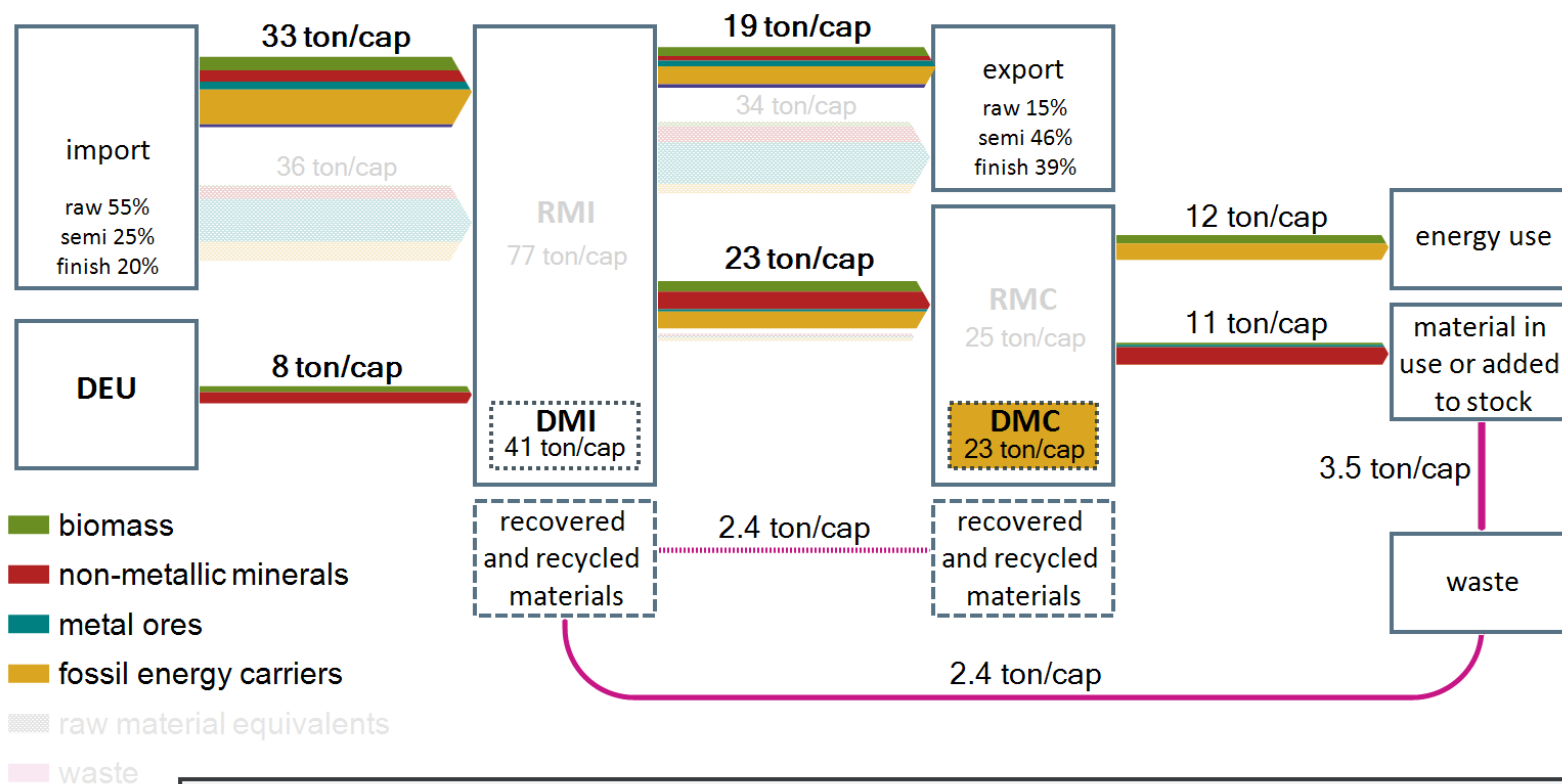 33 ton/cap
19 ton/cap
import
raw 55%
semi 25%
finish 20%
36 ton/cap
RMI
77 ton/cap
34 ton/cap
export
raw 15%
semi 46%
finish 39%
23 ton/cap
RMC
25 ton/cap
12 ton/cap
energy use
11 ton/cap
material in
use or added
to stock
DEU
8 ton/cap
DMI
41 ton/cap
DMC
23 ton/cap
3.5 ton/cap
recovered
and recycled
materials
2.4 ton/cap
recovered
and recycled
materials
waste
2.4 ton/cap
biomass
non-metallic minerals
metal ores
fossil energy carriers
raw material equivalents
waste